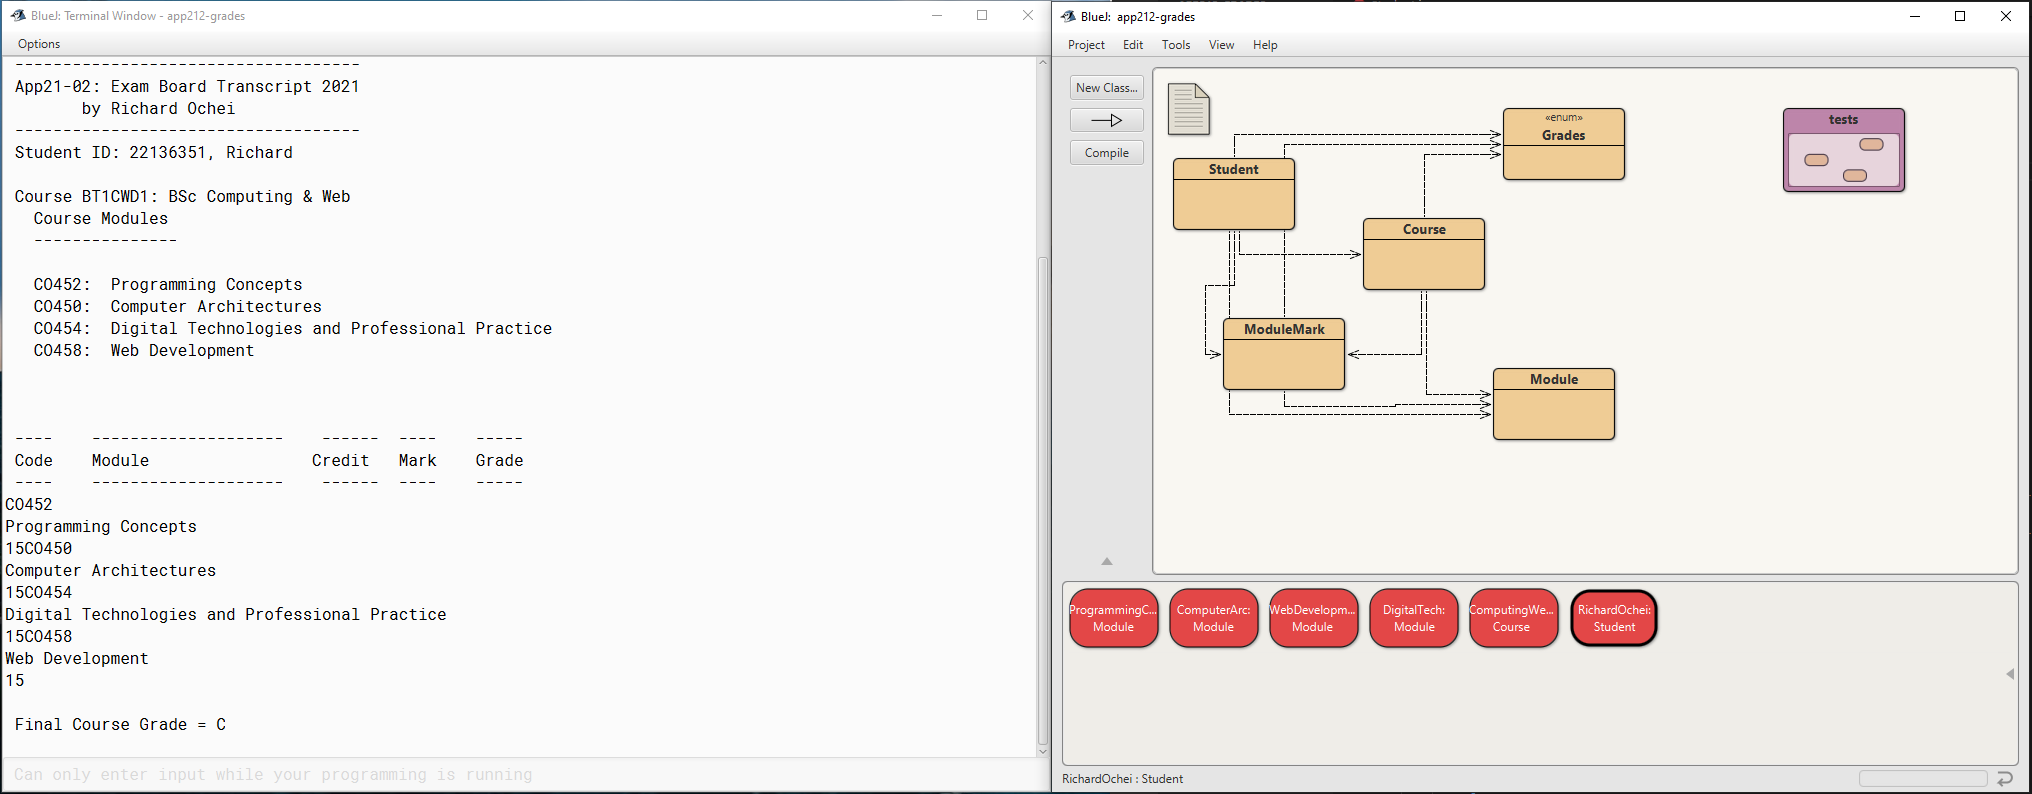 BlueJ: Terminal Window - app212-grades
Options
-----------------------------------
App21-02: Exam Board Transcript 2021
by Richard Ochei
------------------------------------
Student ID: 22136351, Richard
Course BT1CWD1: BSc Computing & Web
Course Modules
---------------
CO452:  Programming Concepts
CO450:  Computer Architectures
CO454:  Digital Technologies and Professional Practice
CO458:  Web Development
----    --------------------    ------  ----    -----
Code    Module                 Credit   Mark    Grade
----    --------------------    ------  ----    -----
CO452
Programming Concepts
15CO450
Computer Architectures
15CO454
Digital Technologies and Professional Practice
15CO458
Web Development
15
Final Course Grade = C
Can only enter input while your programming is running
BlueJ: app212-grades
Project Edit Tools View Help
New Class...
Compile
«enum»
Grades
tests
Student
Course
ModuleMark
Module
ProgrammingC...
Module
ComputerArc:
Module
WebDevelopm...
Module
DigitalTech:
Module
ComputingWe...
Course
RichardOchei:
Student
RichardOchei : Student